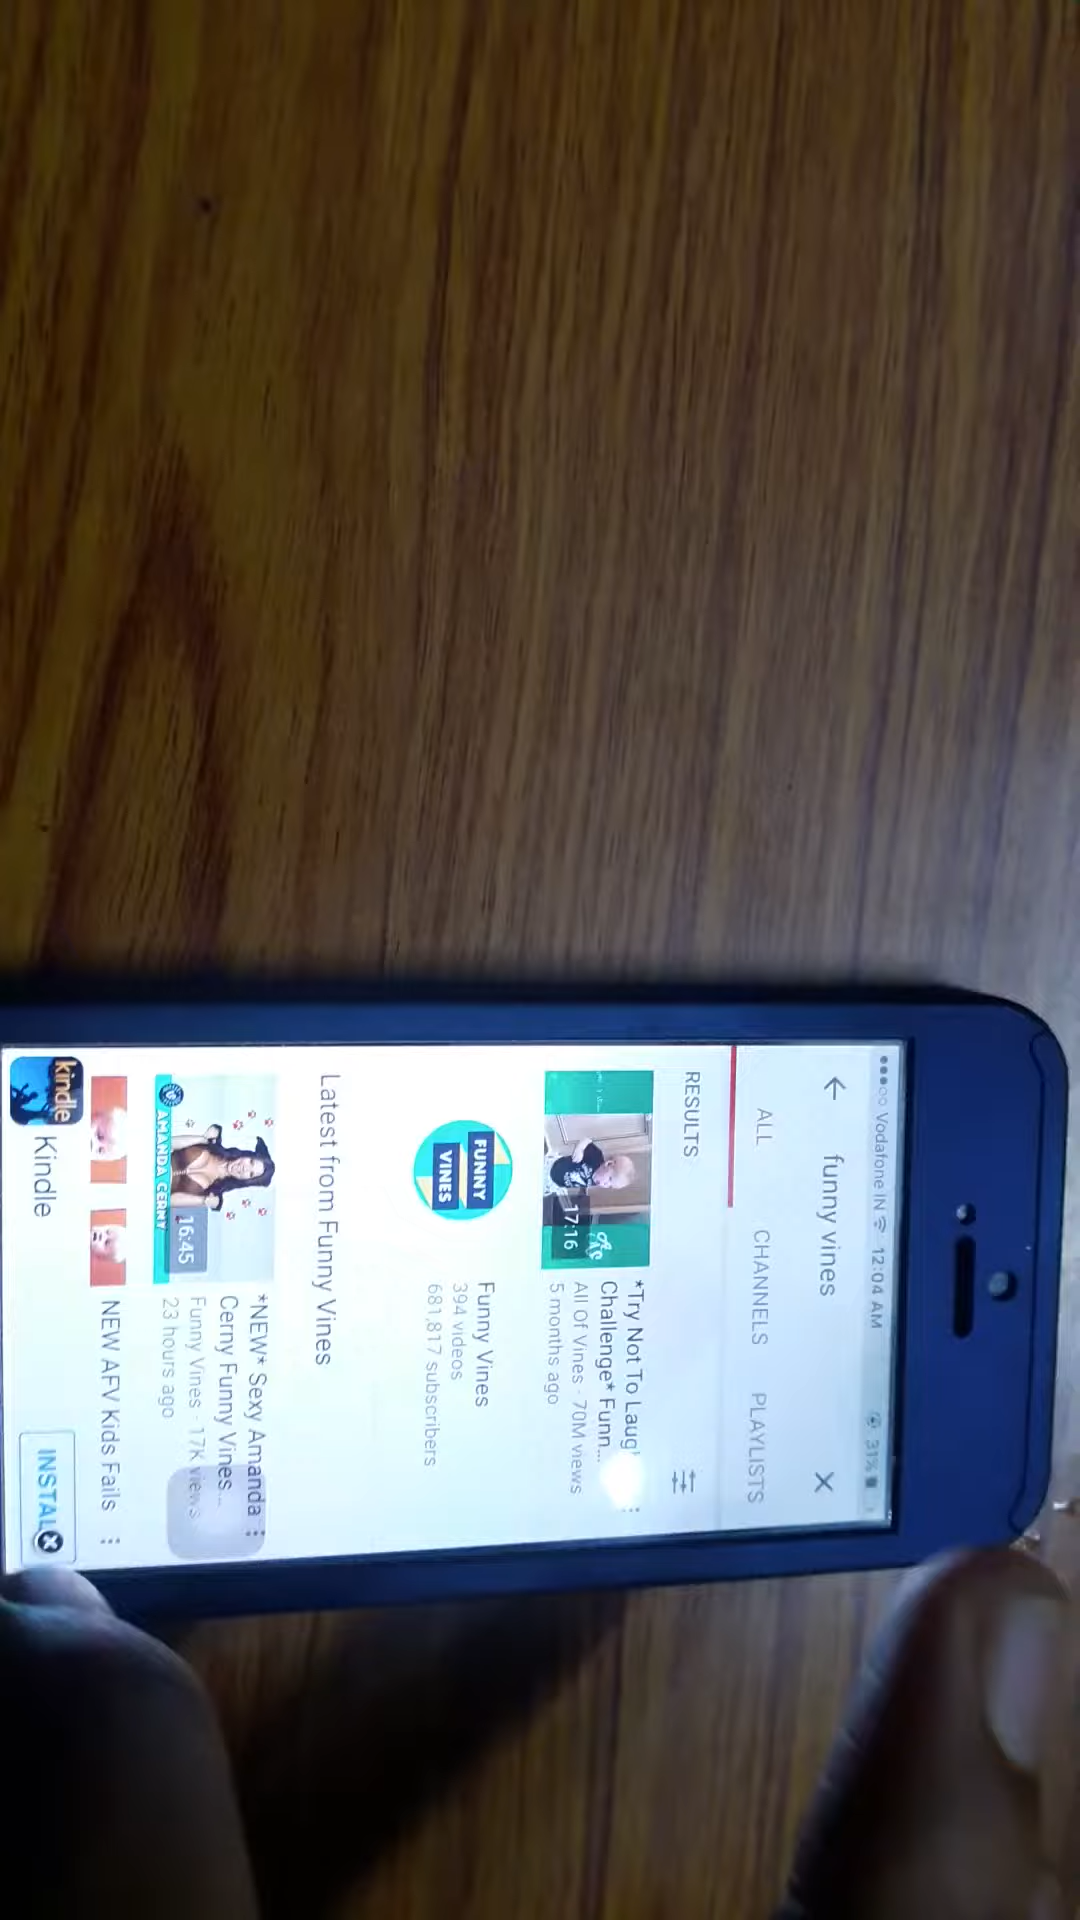 Vodafone IN 12:04 AM 31%
funny vines
ALL CHANNELS PLAYLISTS
RESULTS
17:16
*Try Not To Laug
Challenge* Funn...
All Of Vines · 70M views
5 months ago
FUNNY
VINES
Funny Vines
394 videos
681,817 subscribers
Latest from Funny Vines
16:45
AMANDA CERNY
*NEW* Sexy Amanda
Cerny Funny Vines...
Funny Vines · 17K views
23 hours ago
NEW AFV Kids Fails
kindle
Kindle
INSTAL